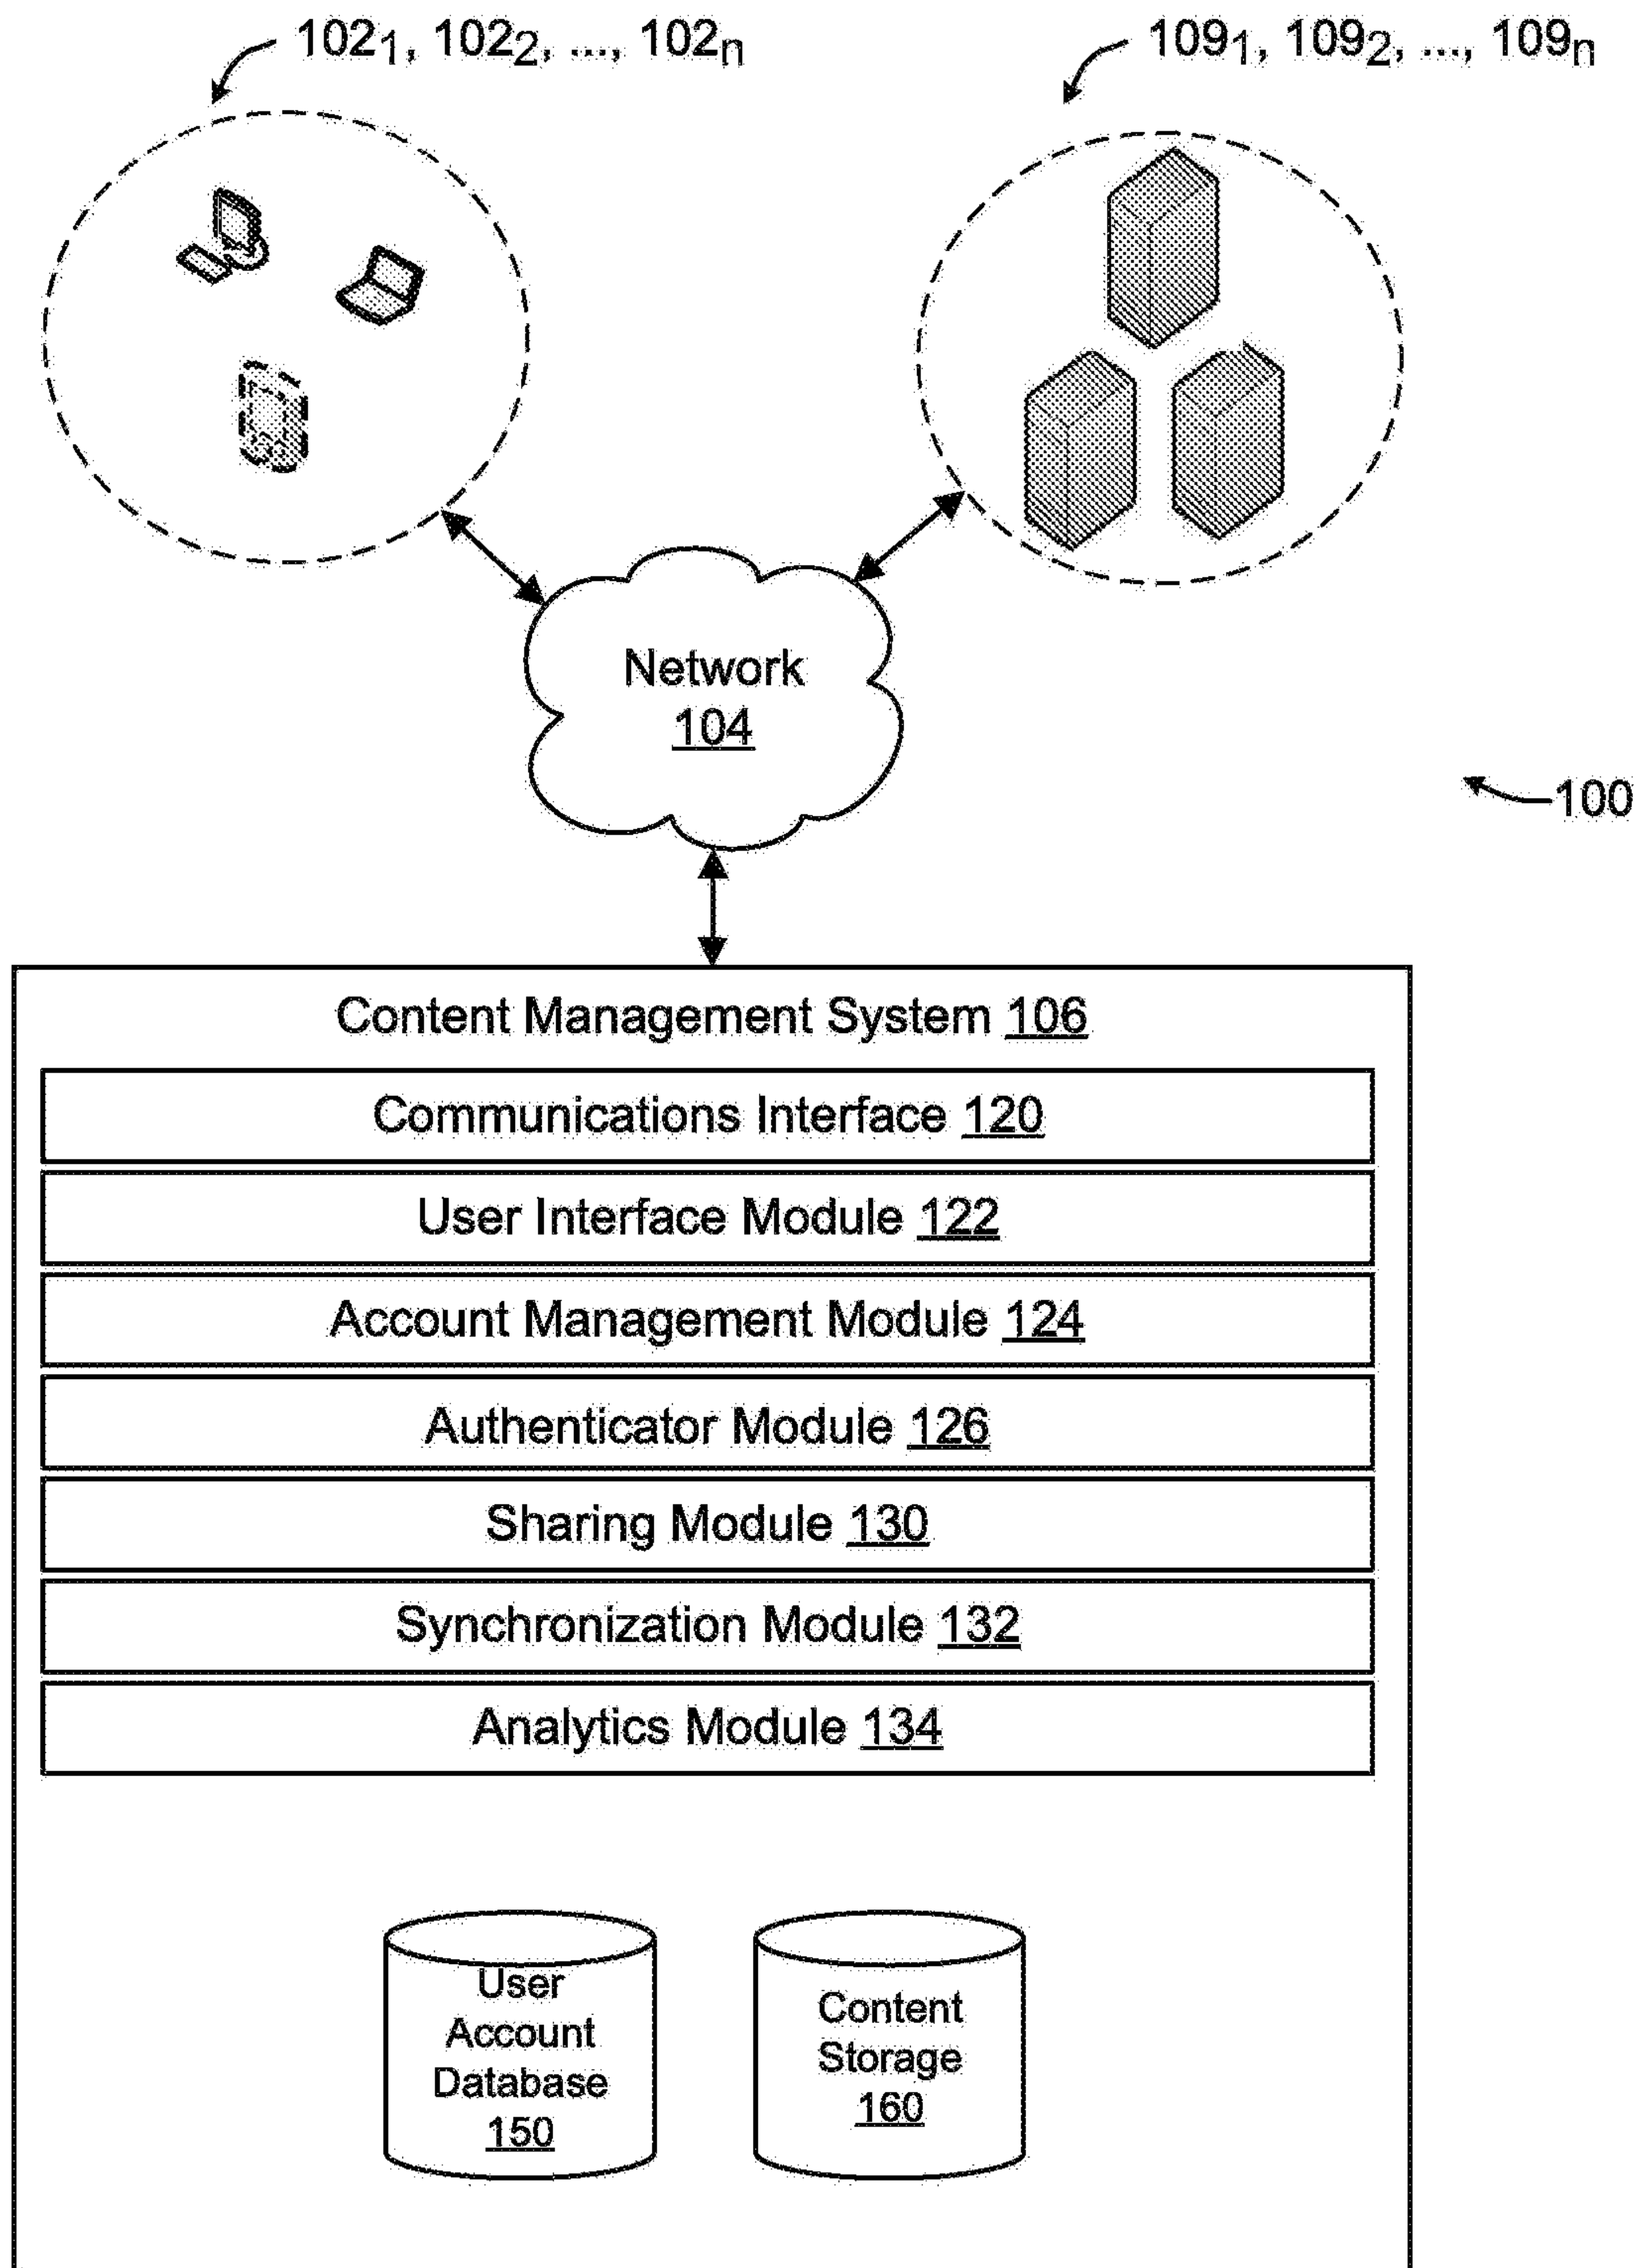 102₁, 102₂, ..., 102ₙ
109₁, 109₂, ..., 109ₙ
Network
104
100
Content Management System 106
Communications Interface 120
User Interface Module 122
Account Management Module 124
Authenticator Module 126
Sharing Module 130
Synchronization Module 132
Analytics Module 134
User
Account
Database
150
Content
Storage
160